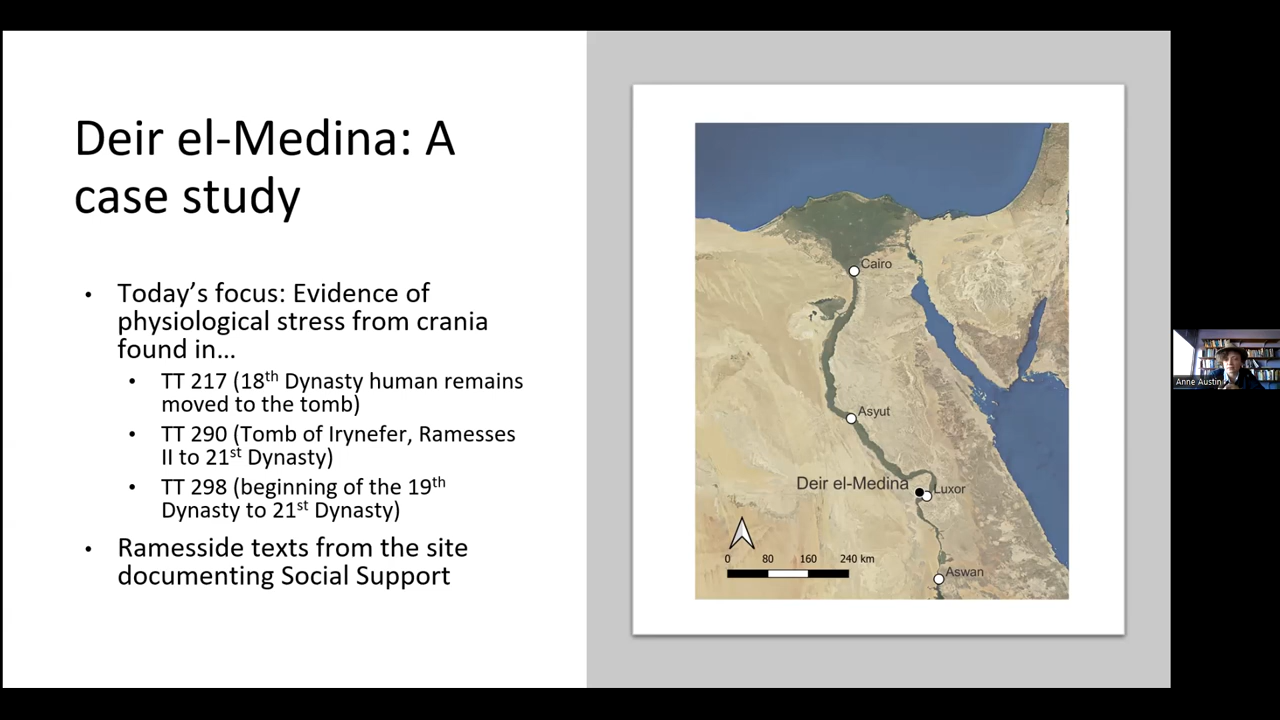 Deir el-Medina: A
case study
• Today’s focus: Evidence of
physiological stress from crania
found in...
• TT 217 (18th Dynasty human remains
moved to the tomb)
• TT 290 (Tomb of Irynefer, Ramesses
II to 21st Dynasty)
• TT 298 (beginning of the 19th
Dynasty to 21st Dynasty)
• Ramesside texts from the site
documenting Social Support
Cairo
Asyut
Deir el-Medina
Luxor
0 80 160 240 km
Aswan
Anne Austin